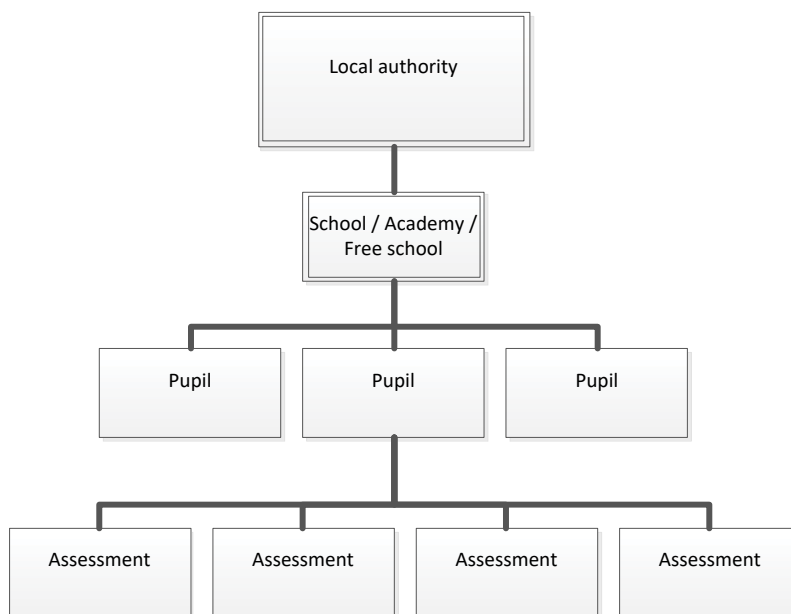 Local authority
School / Academy /
Free school
Pupil
Pupil
Pupil
Assessment
Assessment
Assessment
Assessment